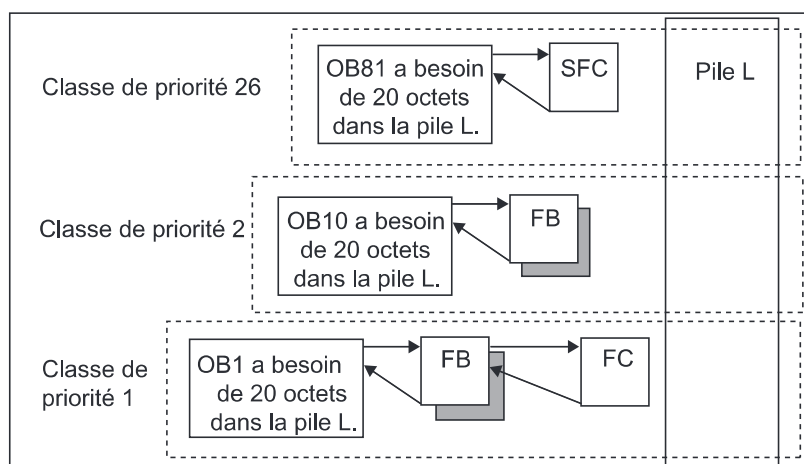 Classe de priorité 26
OB81 a besoin
de 20 octets
dans la pile L.
SFC
Pile L
Classe de priorité 2
OB10 a besoin
de 20 octets
dans la pile L.
FB
Classe de
priorité 1
OB1 a besoin
de 20 octets
dans la pile L.
FB
FC